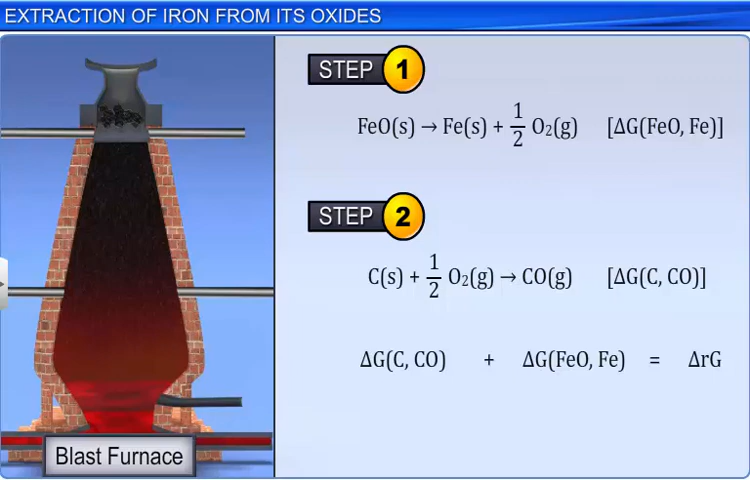 EXTRACTION OF IRON FROM ITS OXIDES
STEP 1
FeO(s) → Fe(s) + 1/2 O₂(g) [ΔG(FeO, Fe)]
STEP 2
C(s) + 1/2 O₂(g) → CO(g) [ΔG(C, CO)]
ΔG(C, CO) + ΔG(FeO, Fe) = ΔrG
Blast Furnace